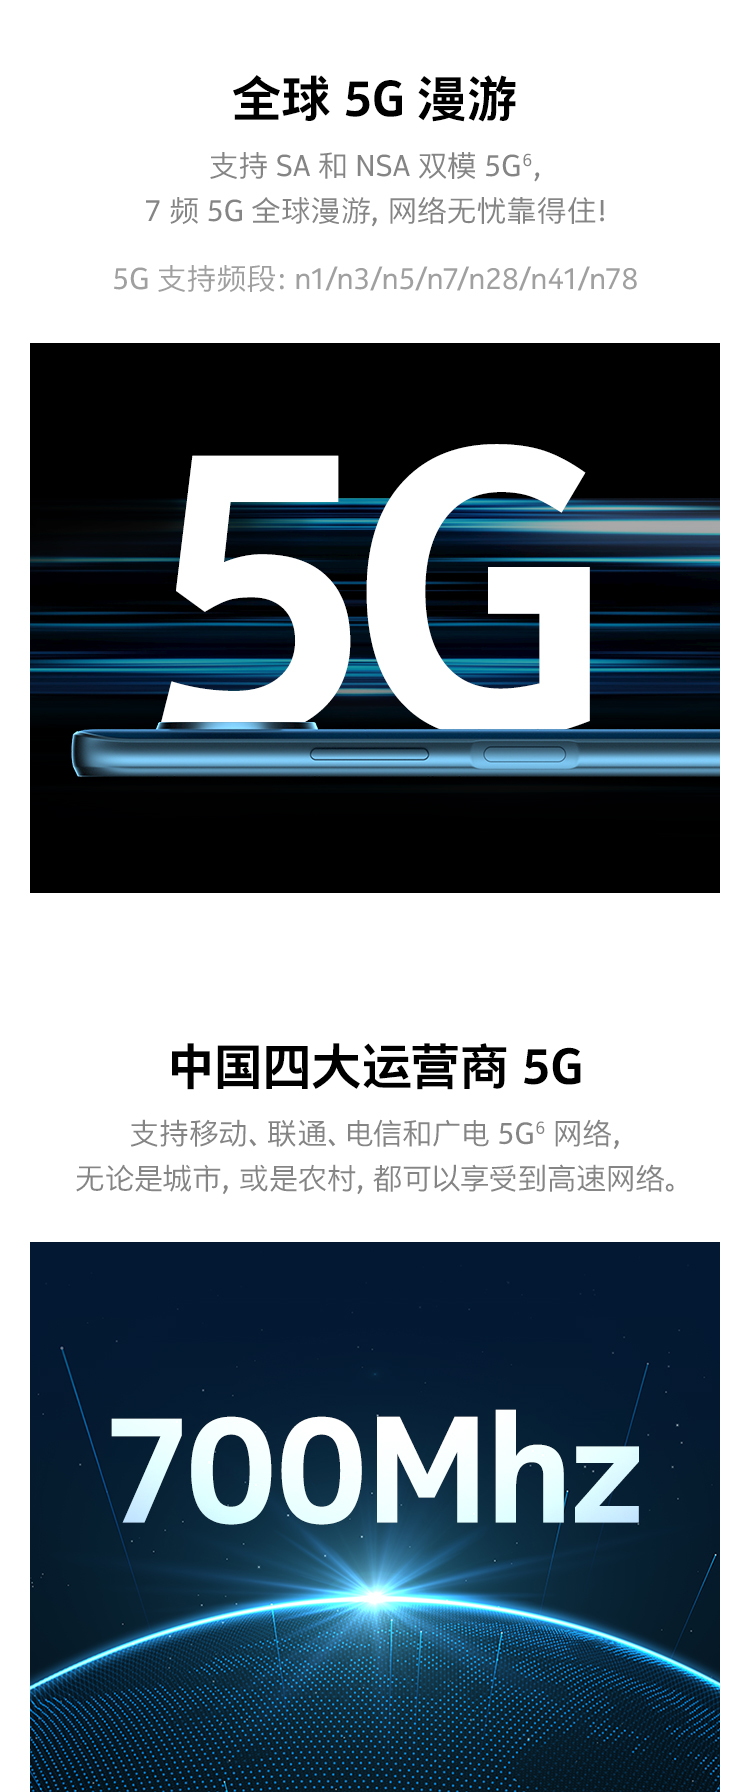 全球 5G 漫游
支持 SA 和 NSA 双模 5G⁶,
7 频 5G 全球漫游, 网络无忧靠得住!
5G 支持频段: n1/n3/n5/n7/n28/n41/n78
5G
中国四大运营商 5G
支持移动、联通、电信和广电 5G⁶ 网络,
无论是城市, 或是农村, 都可以享受到高速网络。
700Mhz